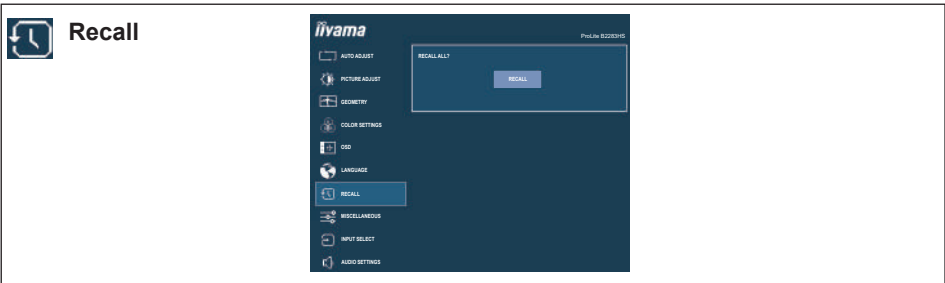 Recall
iiyama
ProLite B2283HS
AUTO ADJUST
RECALL ALL?
PICTURE ADJUST
RECALL
GEOMETRY
COLOR SETTINGS
OSD
LANGUAGE
RECALL
MISCELLANEOUS
INPUT SELECT
AUDIO SETTINGS